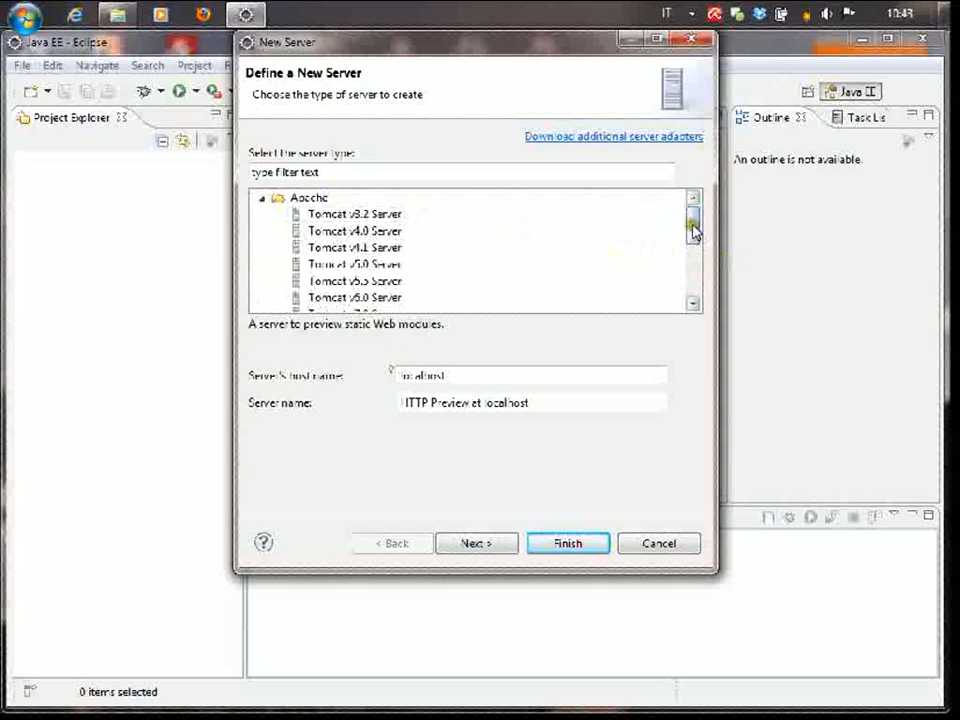 IT
10:43
Java EE - Eclipse
New Server
File Edit Navigate Search Project
Define a New Server
Choose the type of server to create
Java EE
Project Explorer
Outline
Task Lis
Download additional server adapters
Select the server type:
An outline is not available.
type filter text
Apache
Tomcat v3.2 Server
Tomcat v4.0 Server
Tomcat v4.1 Server
Tomcat v5.0 Server
Tomcat v5.5 Server
Tomcat v6.0 Server
A server to preview static Web modules.
Server's host name:
localhost
Server name:
HTTP Preview at localhost
?
< Back
Next >
Finish
Cancel
0 items selected